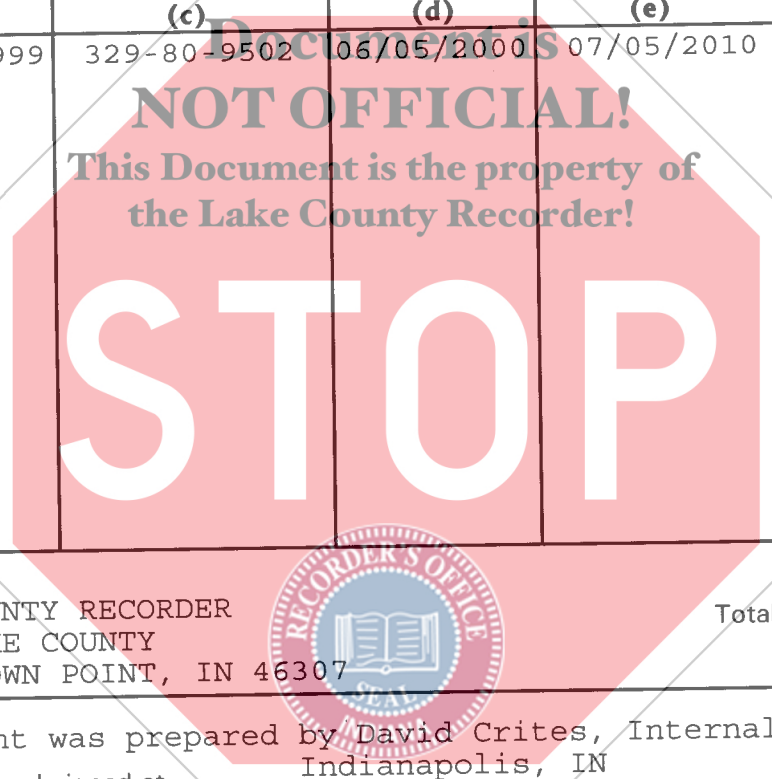 (c) (d) (e)
999 329-80-9502 06/05/2000 07/05/2010
Document is
NOT OFFICIAL!
This Document is the property of
the Lake County Recorder!
STOP
RECORDER'S OFFICE
SEAL
NTY RECORDER Tota
E COUNTY
WN POINT, IN 46307
nt was prepared by David Crites, Internal
Indianapolis, IN